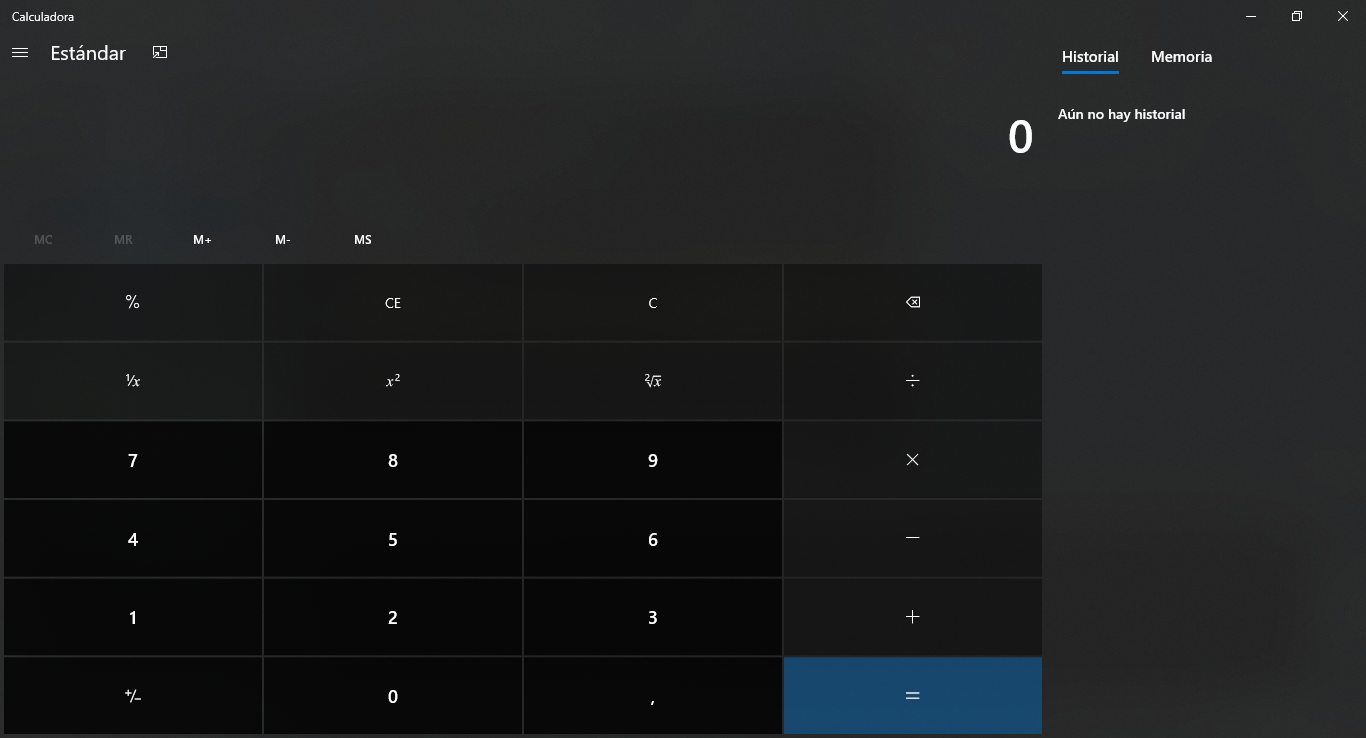 Calculadora
Estándar
Historial Memoria
Aún no hay historial
0
MC MR M+ M- MS
% CE C
¹/x x² ²√x ÷
7 8 9 ×
4 5 6 −
1 2 3 +
+/− 0 , =